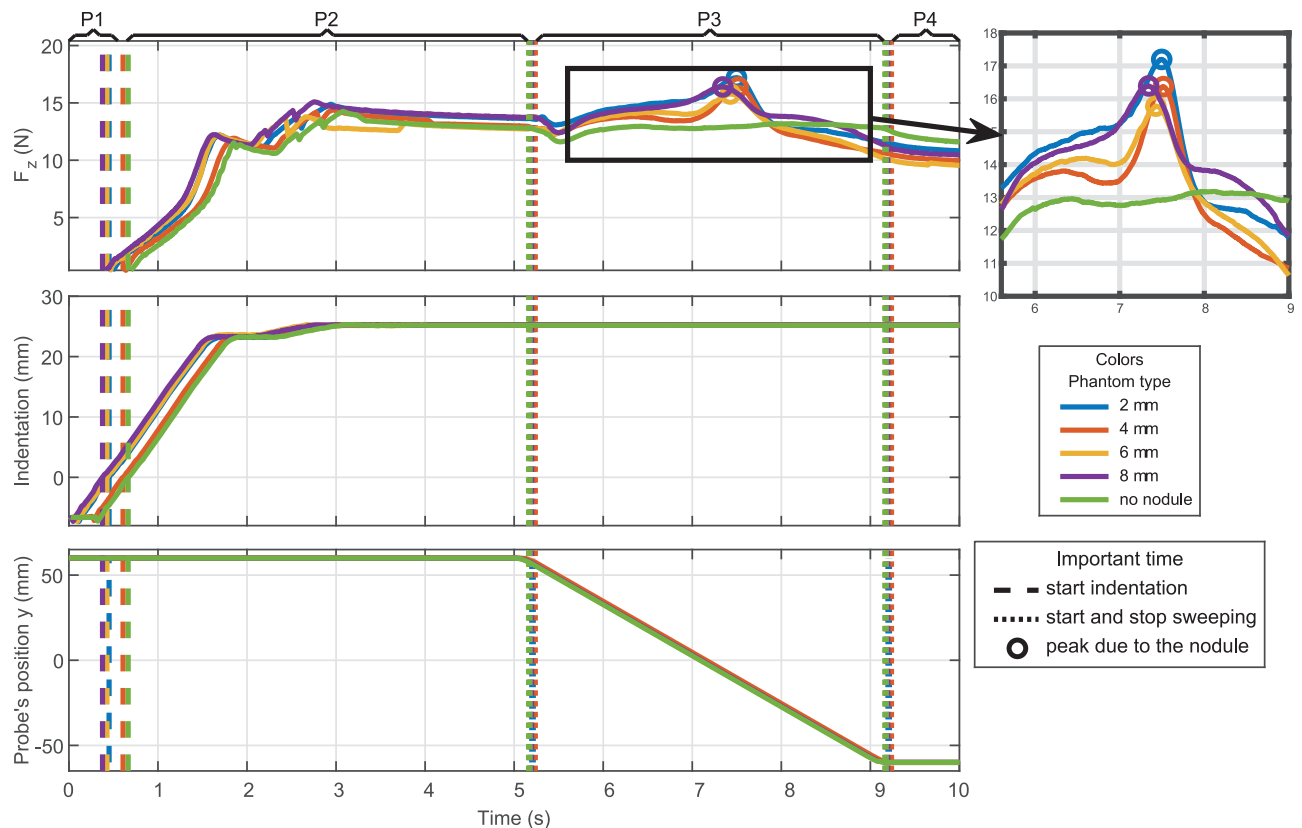 P1 P2 P3 P4
20
15
10
5
F_z (N)
18
17
16
15
14
13
12
11
10
6 7 8 9
30
20
10
0
Indentation (mm)
50
0
-50
Probe's position y (mm)
0 1 2 3 4 5 6 7 8 9 10
Time (s)
Colors
Phantom type
2 mm
4 mm
6 mm
8 mm
no nodule
Important time
start indentation
start and stop sweeping
peak due to the nodule